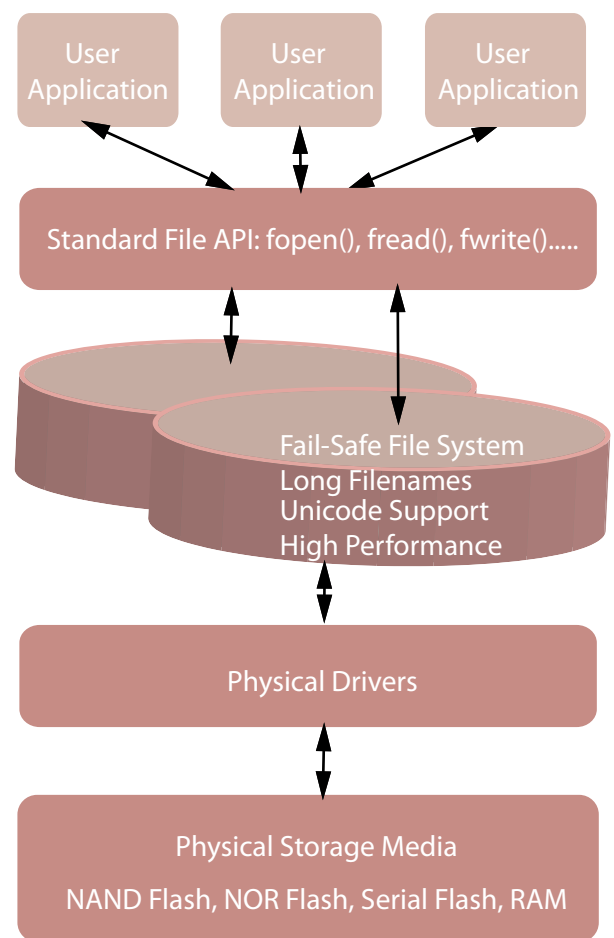 User
Application
User
Application
User
Application
Standard File API: fopen(), fread(), fwrite().....
Fail-Safe File System
Long Filenames
Unicode Support
High Performance
Physical Drivers
Physical Storage Media
NAND Flash, NOR Flash, Serial Flash, RAM